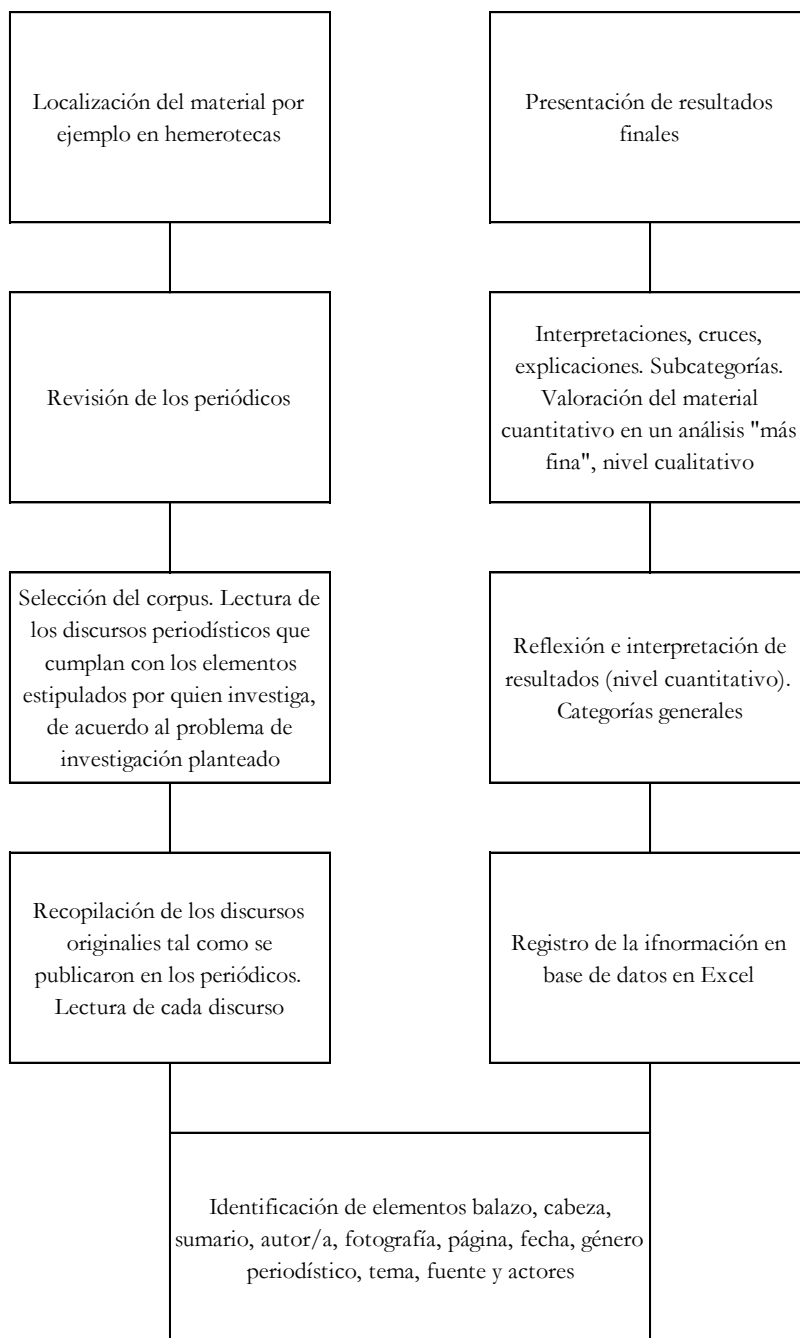 Localización del material por
ejemplo en hemerotecas
Revisión de los periódicos
Selección del corpus. Lectura de
los discursos periodísticos que
cumplan con los elementos
estipulados por quien investiga,
de acuerdo al problema de
investigación planteado
Recopilación de los discursos
originalies tal como se
publicaron en los periódicos.
Lectura de cada discurso
Identificación de elementos balazo, cabeza,
sumario, autor/a, fotografía, página, fecha, género
periodístico, tema, fuente y actores
Registro de la ifnormación en
base de datos en Excel
Reflexión e interpretación de
resultados (nivel cuantitativo).
Categorías generales
Interpretaciones, cruces,
explicaciones. Subcategorías.
Valoración del material
cuantitativo en un análisis "más
fina", nivel cualitativo
Presentación de resultados
finales